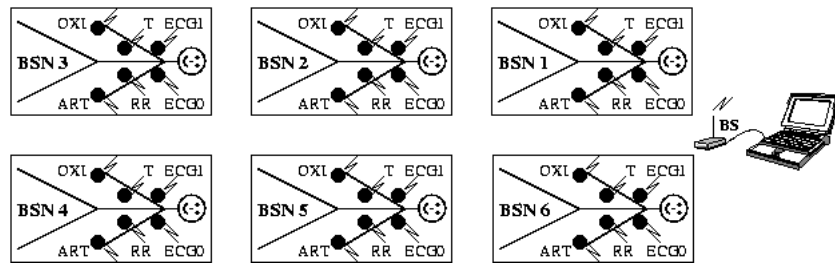 OXI T ECG1
BSN 3
ART RR ECG0
OXI T ECG1
BSN 2
ART RR ECG0
OXI T ECG1
BSN 1
ART RR ECG0
BS
OXI T ECG1
BSN 4
ART RR ECG0
OXI T ECG1
BSN 5
ART RR ECG0
OXI T ECG1
BSN 6
ART RR ECG0